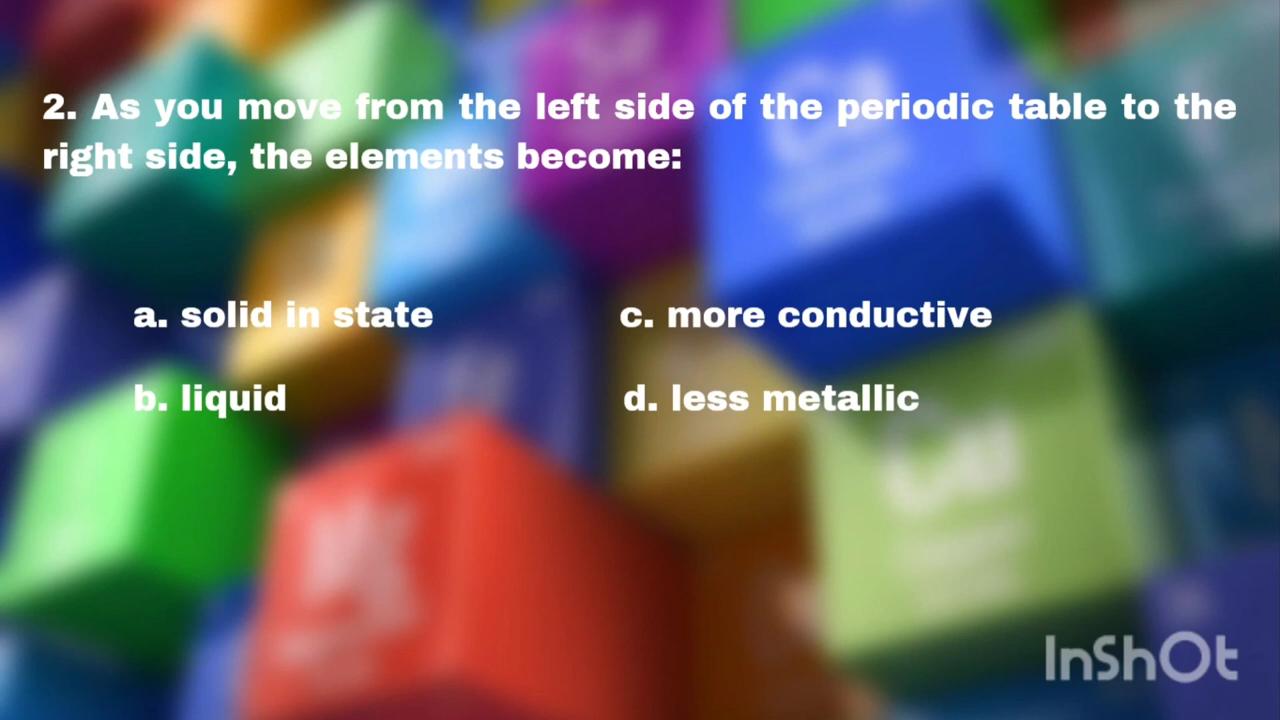 2. As you move from the left side of the periodic table to the
right side, the elements become:
a. solid in state
c. more conductive
b. liquid
d. less metallic
InShOt